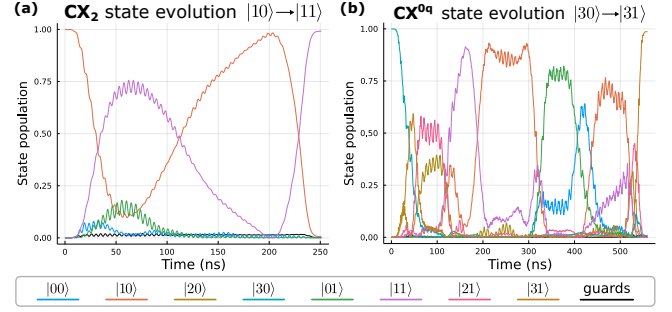 (a) CX₂ state evolution |10⟩→|11⟩
(b) CX⁰q state evolution |30⟩→|31⟩
State population
1.00
0.75
0.50
0.25
0.00
0 50 100 150 200 250
Time (ns)
State population
1.00
0.75
0.50
0.25
0.00
0 100 200 300 400 500
Time (ns)
|00⟩ |10⟩ |20⟩ |30⟩ |01⟩ |11⟩ |21⟩ |31⟩ guards